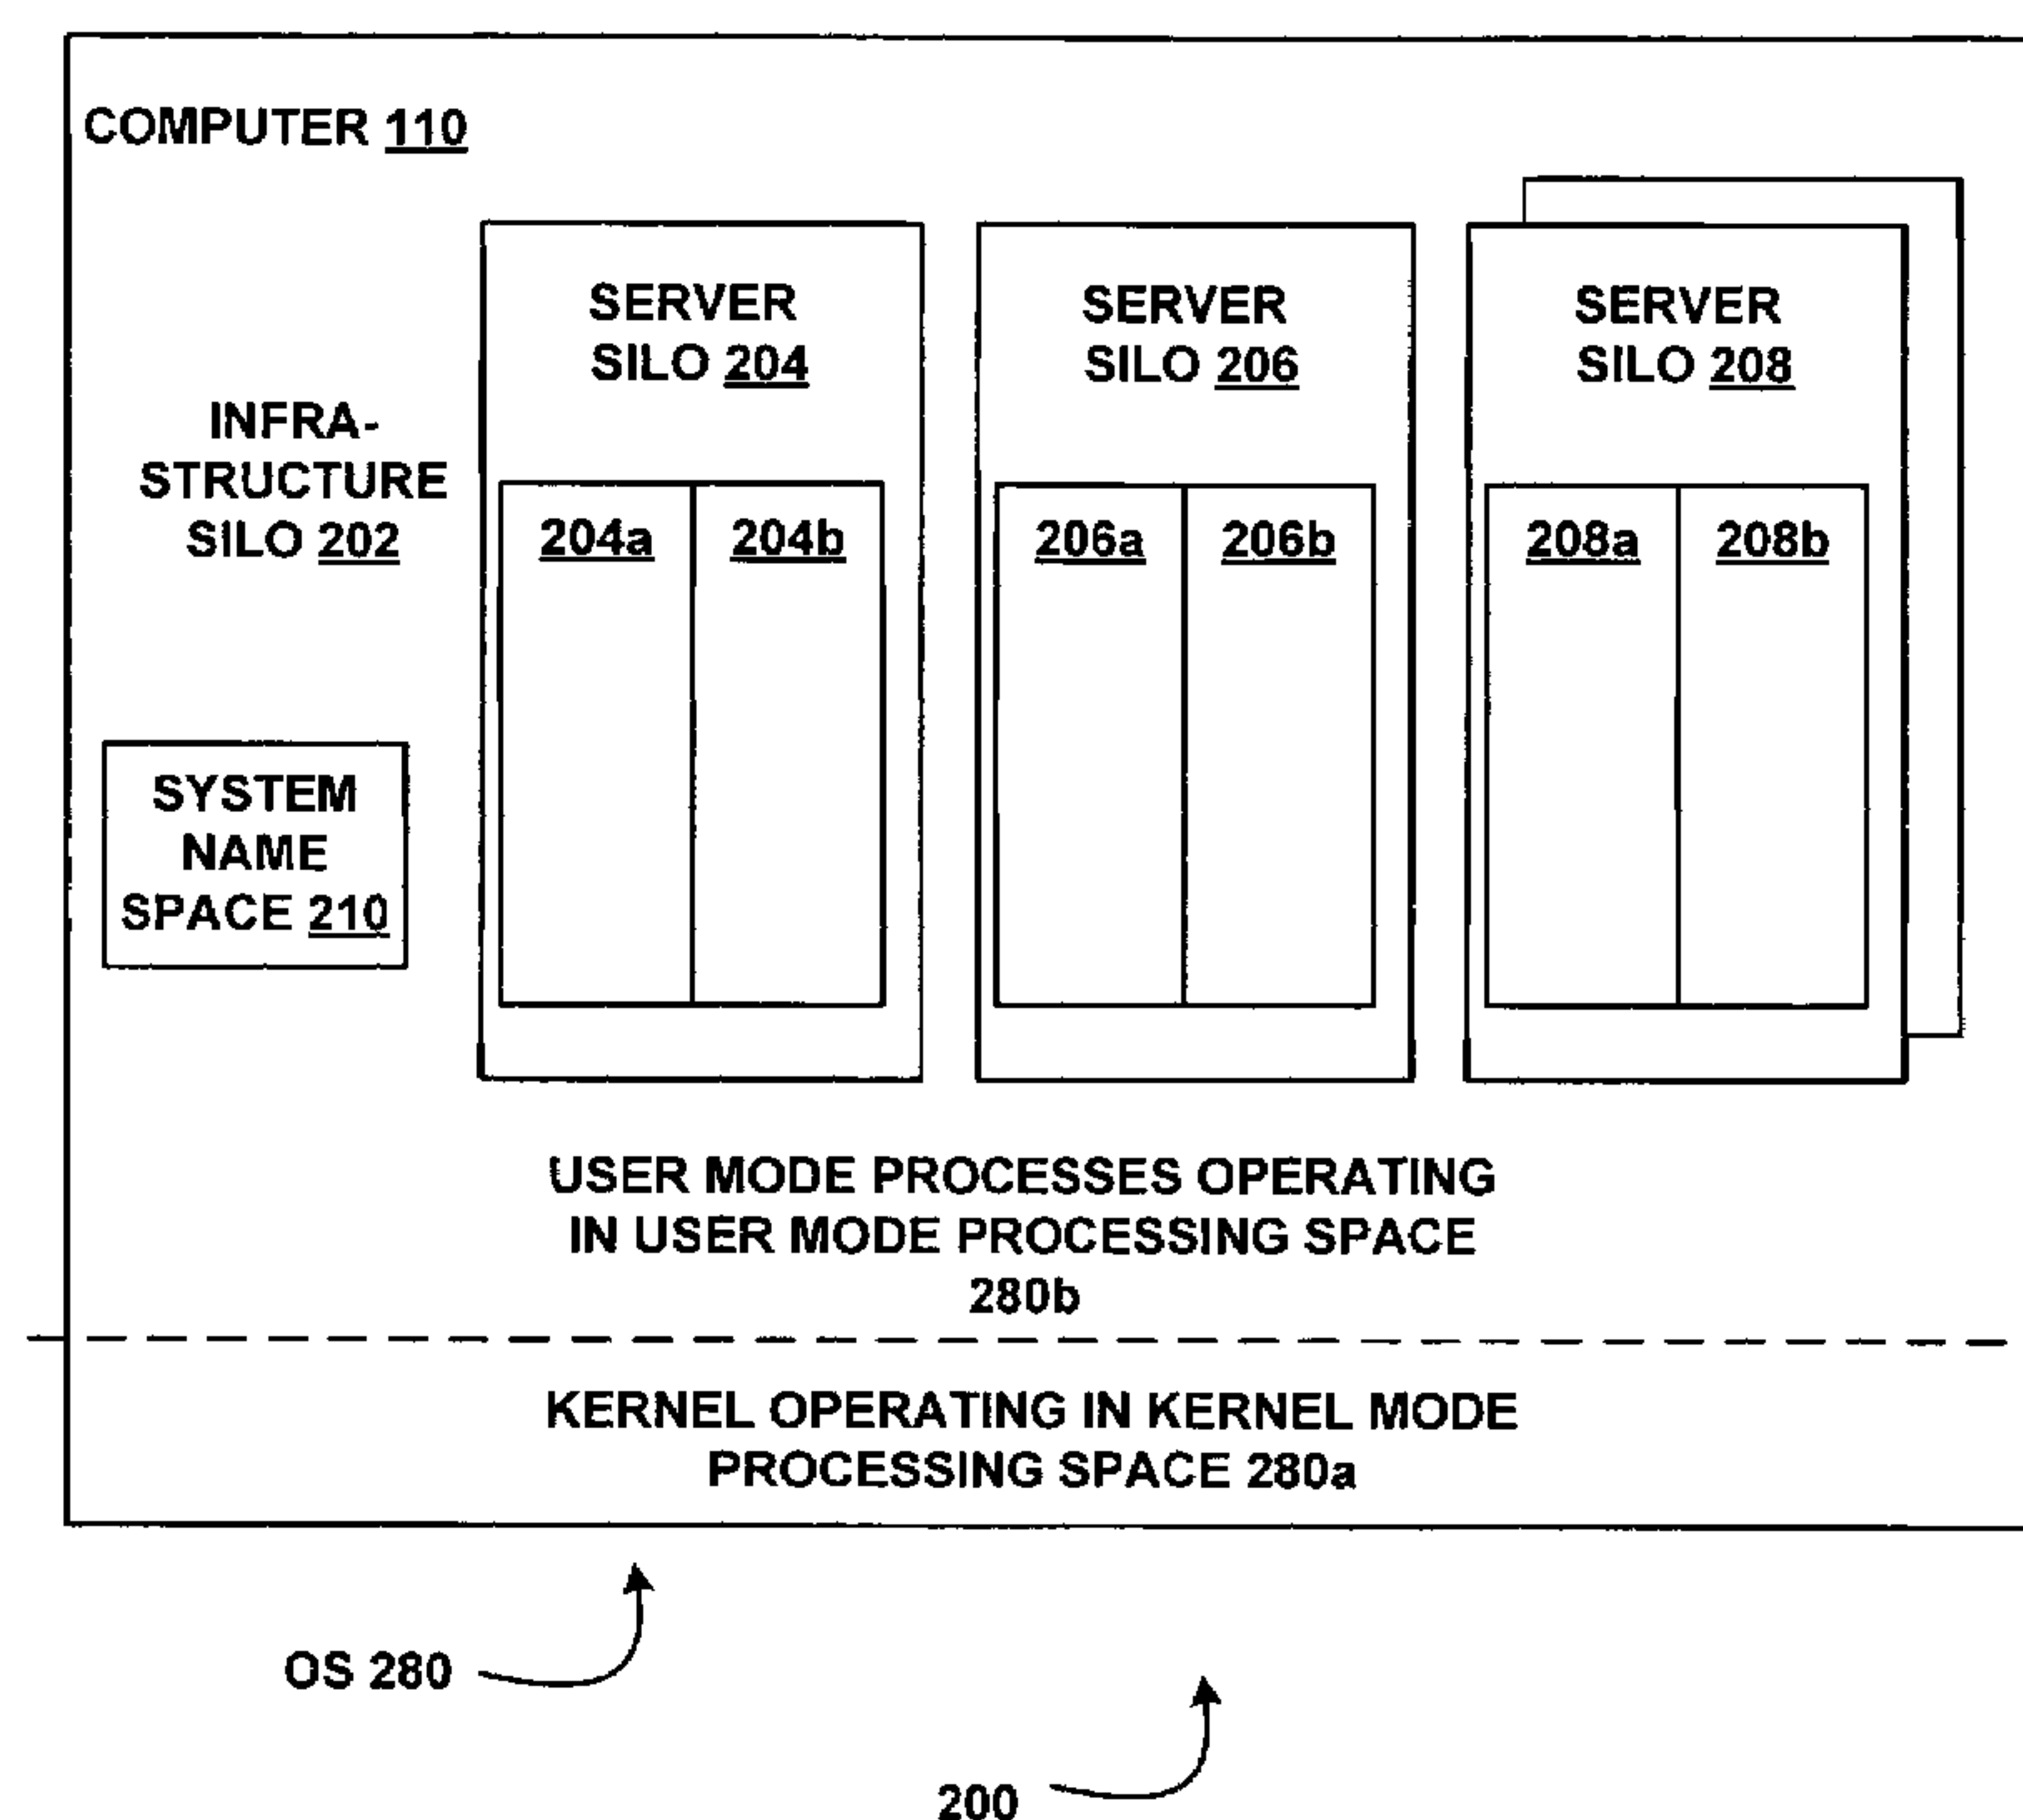 COMPUTER 110
SERVER
SILO 204
SERVER
SILO 206
SERVER
SILO 208
INFRA-
STRUCTURE
SILO 202
204a 204b
206a 206b
208a 208b
SYSTEM
NAME
SPACE 210
USER MODE PROCESSES OPERATING
IN USER MODE PROCESSING SPACE
280b
KERNEL OPERATING IN KERNEL MODE
PROCESSING SPACE 280a
OS 280
200